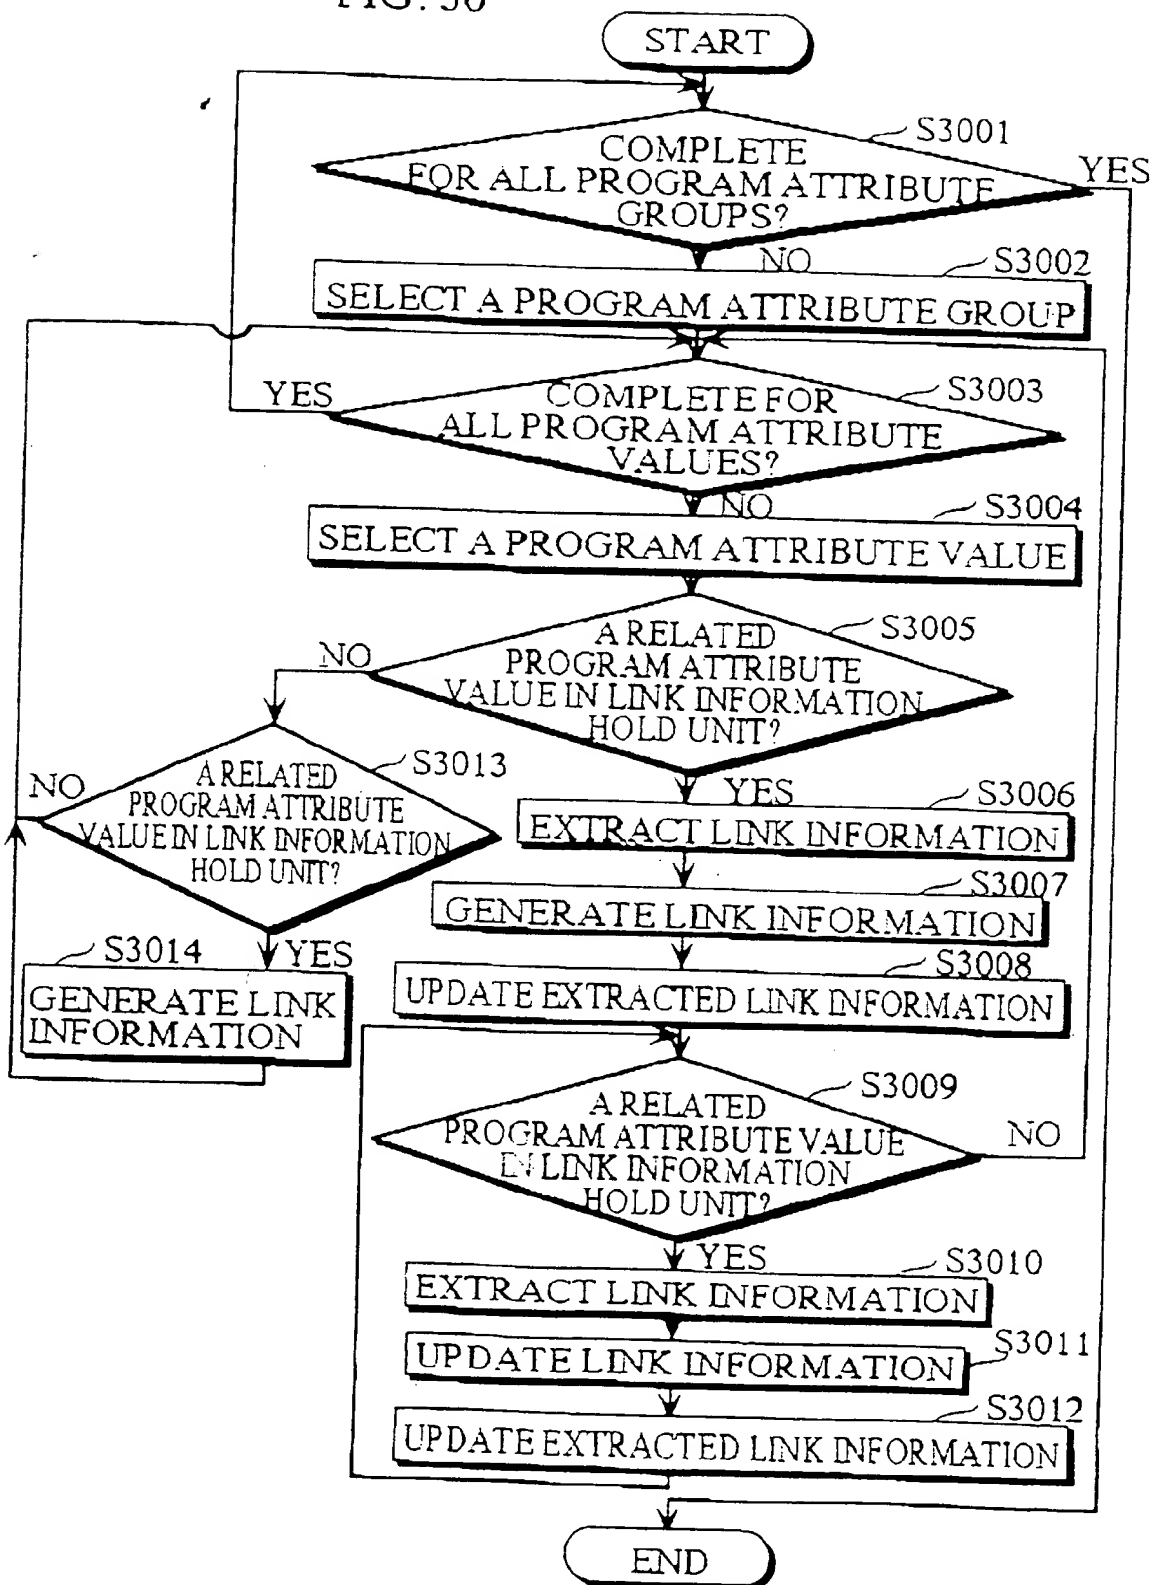 FIG. 30
START
S3001
COMPLETE
FOR ALL PROGRAM ATTRIBUTE
GROUPS?
YES
NO
S3002
SELECT A PROGRAM ATTRIBUTE GROUP
S3003
YES
COMPLETE FOR
ALL PROGRAM ATTRIBUTE
VALUES?
NO
S3004
SELECT A PROGRAM ATTRIBUTE VALUE
S3005
NO
A RELATED
PROGRAM ATTRIBUTE
VALUE IN LINK INFORMATION
HOLD UNIT?
S3013
NO
A RELATED
PROGRAM ATTRIBUTE
VALUE IN LINK INFORMATION
HOLD UNIT?
YES
S3006
EXTRACT LINK INFORMATION
S3007
GENERATE LINK INFORMATION
S3014
YES
GENERATE LINK
INFORMATION
S3008
UPDATE EXTRACTED LINK INFORMATION
S3009
A RELATED
PROGRAM ATTRIBUTE VALUE
IN LINK INFORMATION
HOLD UNIT?
NO
YES
S3010
EXTRACT LINK INFORMATION
S3011
UPDATE LINK INFORMATION
S3012
UPDATE EXTRACTED LINK INFORMATION
END